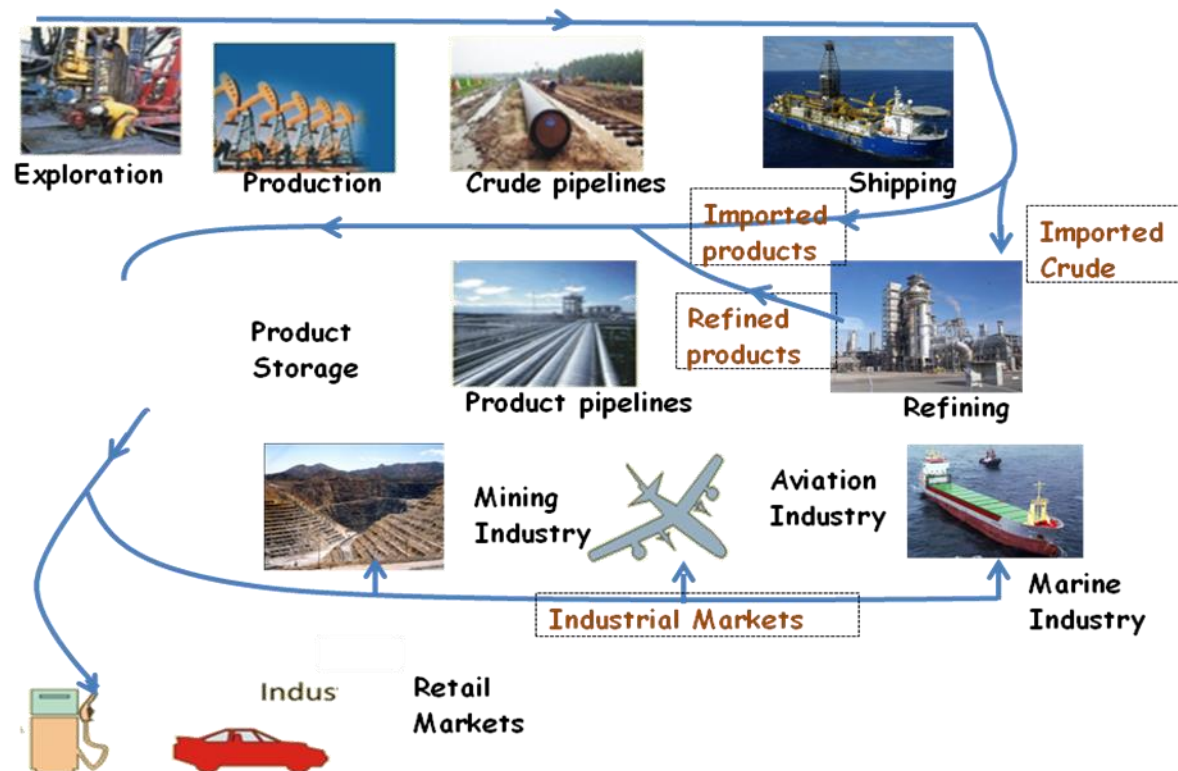 Exploration
Production
Crude pipelines
Shipping
Imported
products
Imported
Crude
Product
Storage
Refined
products
Product pipelines
Refining
Mining
Industry
Aviation
Industry
Marine
Industry
Industrial Markets
Indus
Retail
Markets